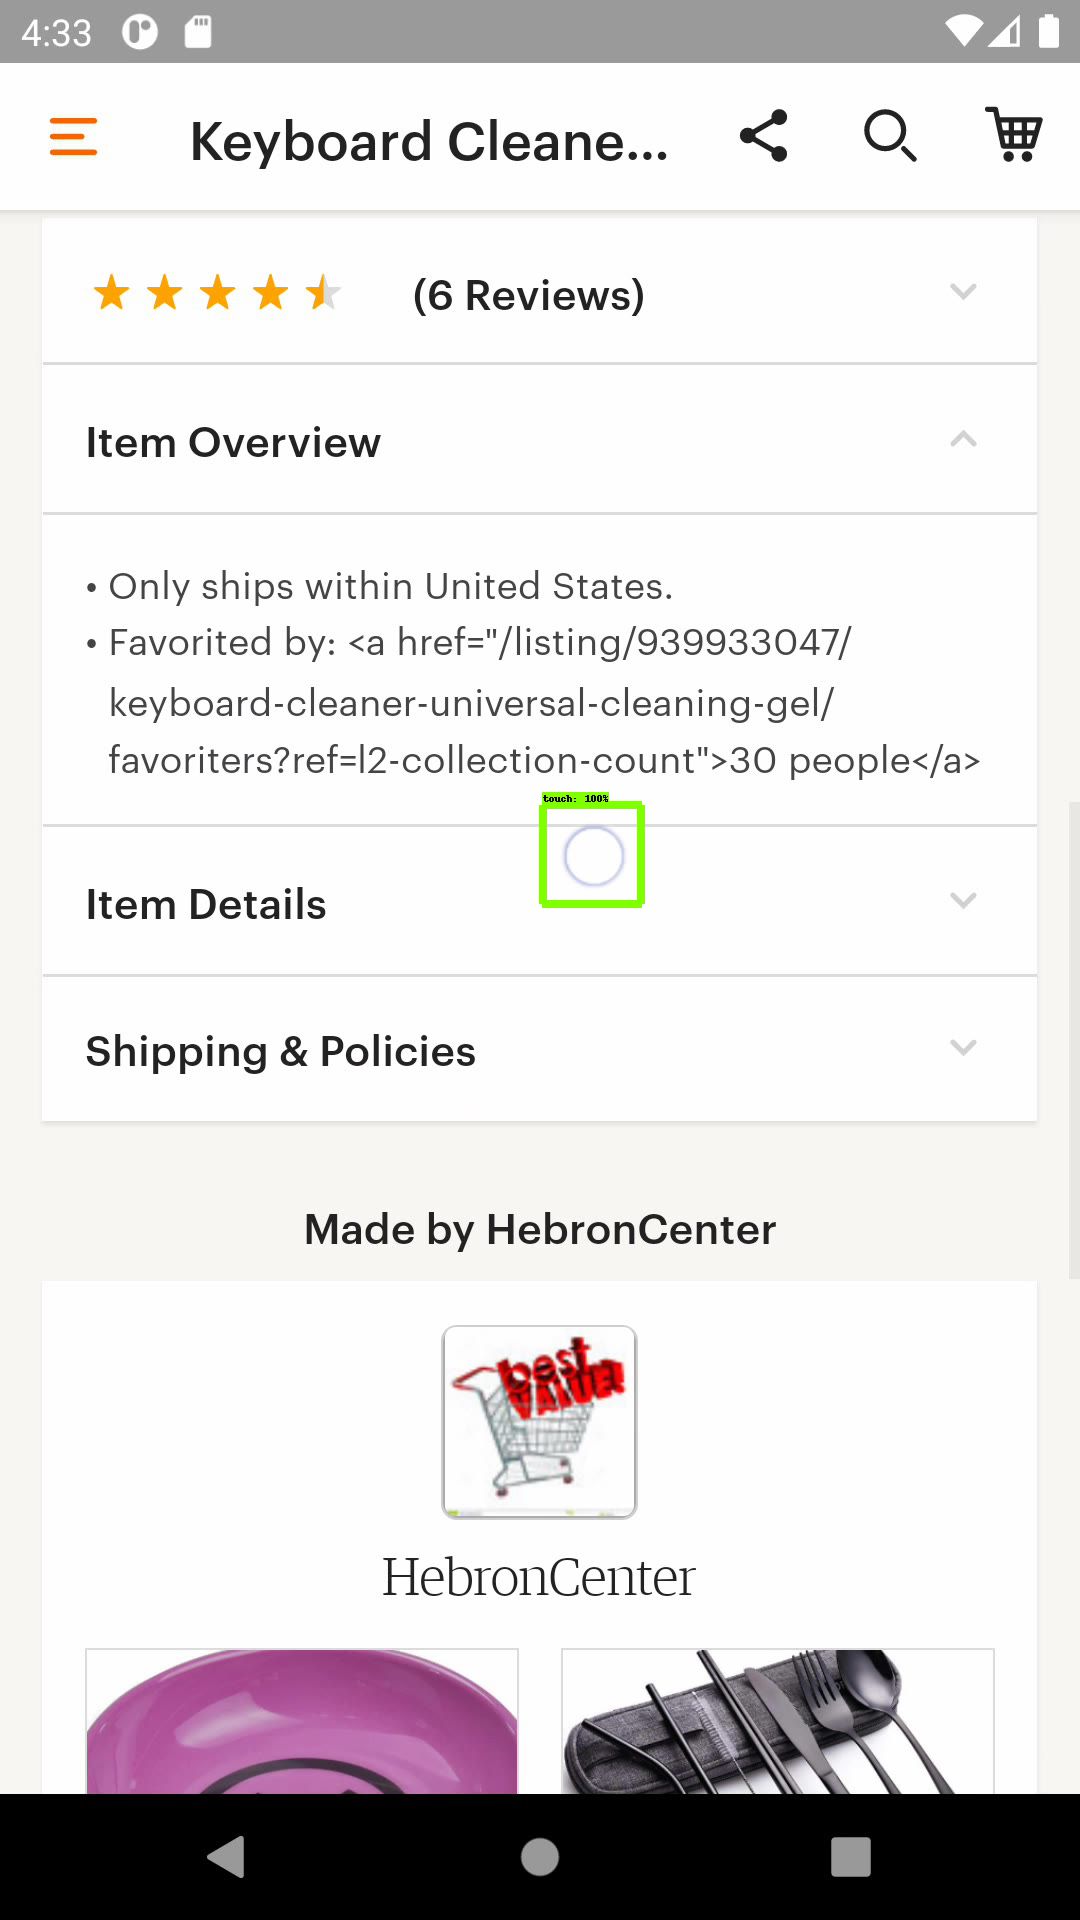 4:33
Keyboard Cleane...
(6 Reviews)
Item Overview
• Only ships within United States.
• Favorited by: <a href="/listing/939933047/
keyboard-cleaner-universal-cleaning-gel/
favoriters?ref=l2-collection-count">30 people</a>
touch: 100%
Item Details
Shipping & Policies
Made by HebronCenter
best
VALUE!
HebronCenter